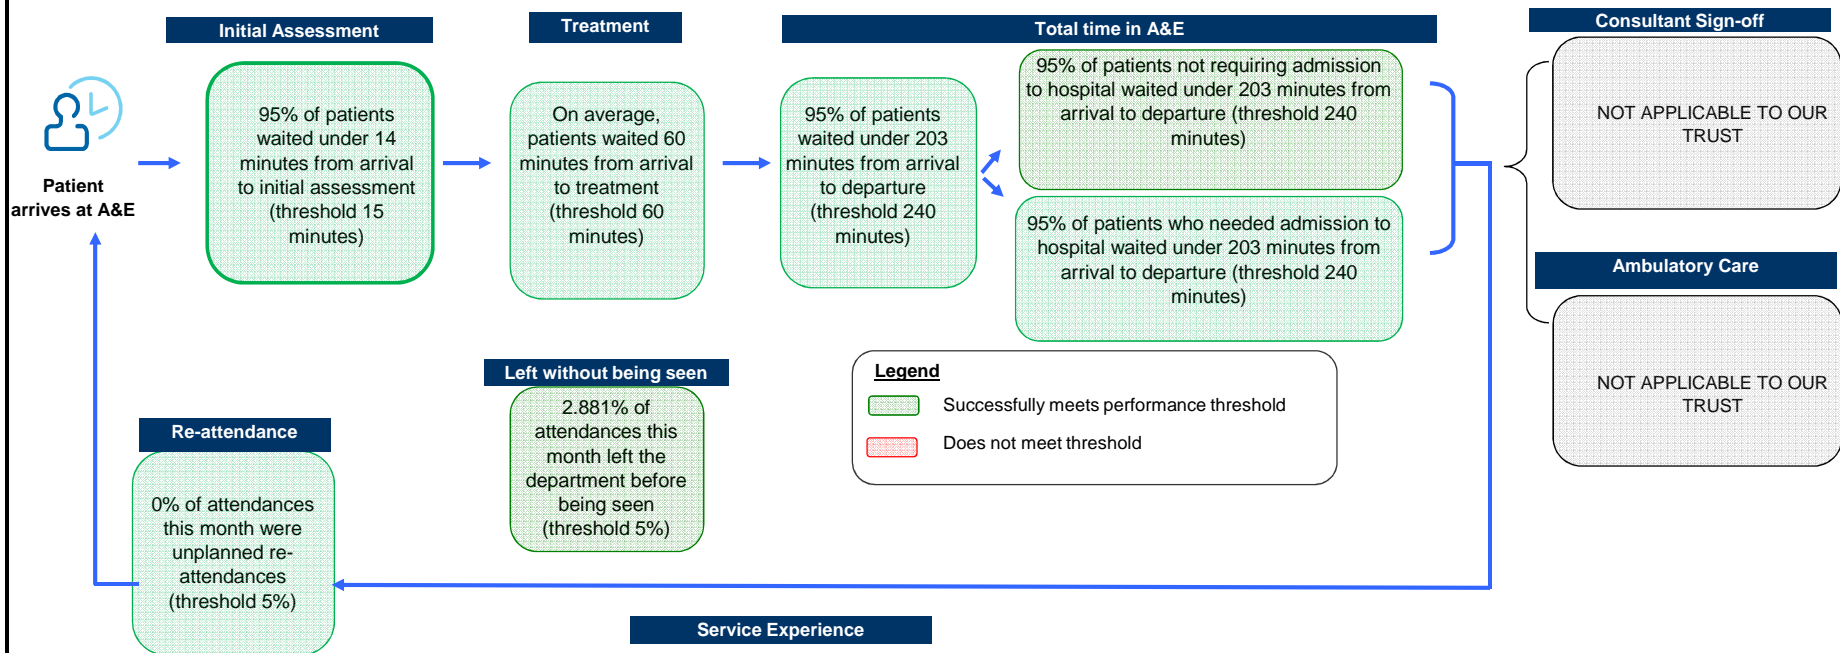 Initial Assessment
Treatment
Total time in A&E
Consultant Sign-off
Patient
arrives at A&E
95% of patients
waited under 14
minutes from arrival
to initial assessment
(threshold 15
minutes)
On average,
patients waited 60
minutes from arrival
to treatment
(threshold 60
minutes)
95% of patients
waited under 203
minutes from arrival
to departure
(threshold 240
minutes)
95% of patients not requiring admission
to hospital waited under 203 minutes from
arrival to departure (threshold 240
minutes)
95% of patients who needed admission to
hospital waited under 203 minutes from
arrival to departure (threshold 240
minutes)
NOT APPLICABLE TO OUR
TRUST
Ambulatory Care
NOT APPLICABLE TO OUR
TRUST
Left without being seen
2.881% of
attendances this
month left the
department before
being seen
(threshold 5%)
Legend
Successfully meets performance threshold
Does not meet threshold
Re-attendance
0% of attendances
this month were
unplanned re-
attendances
(threshold 5%)
Service Experience